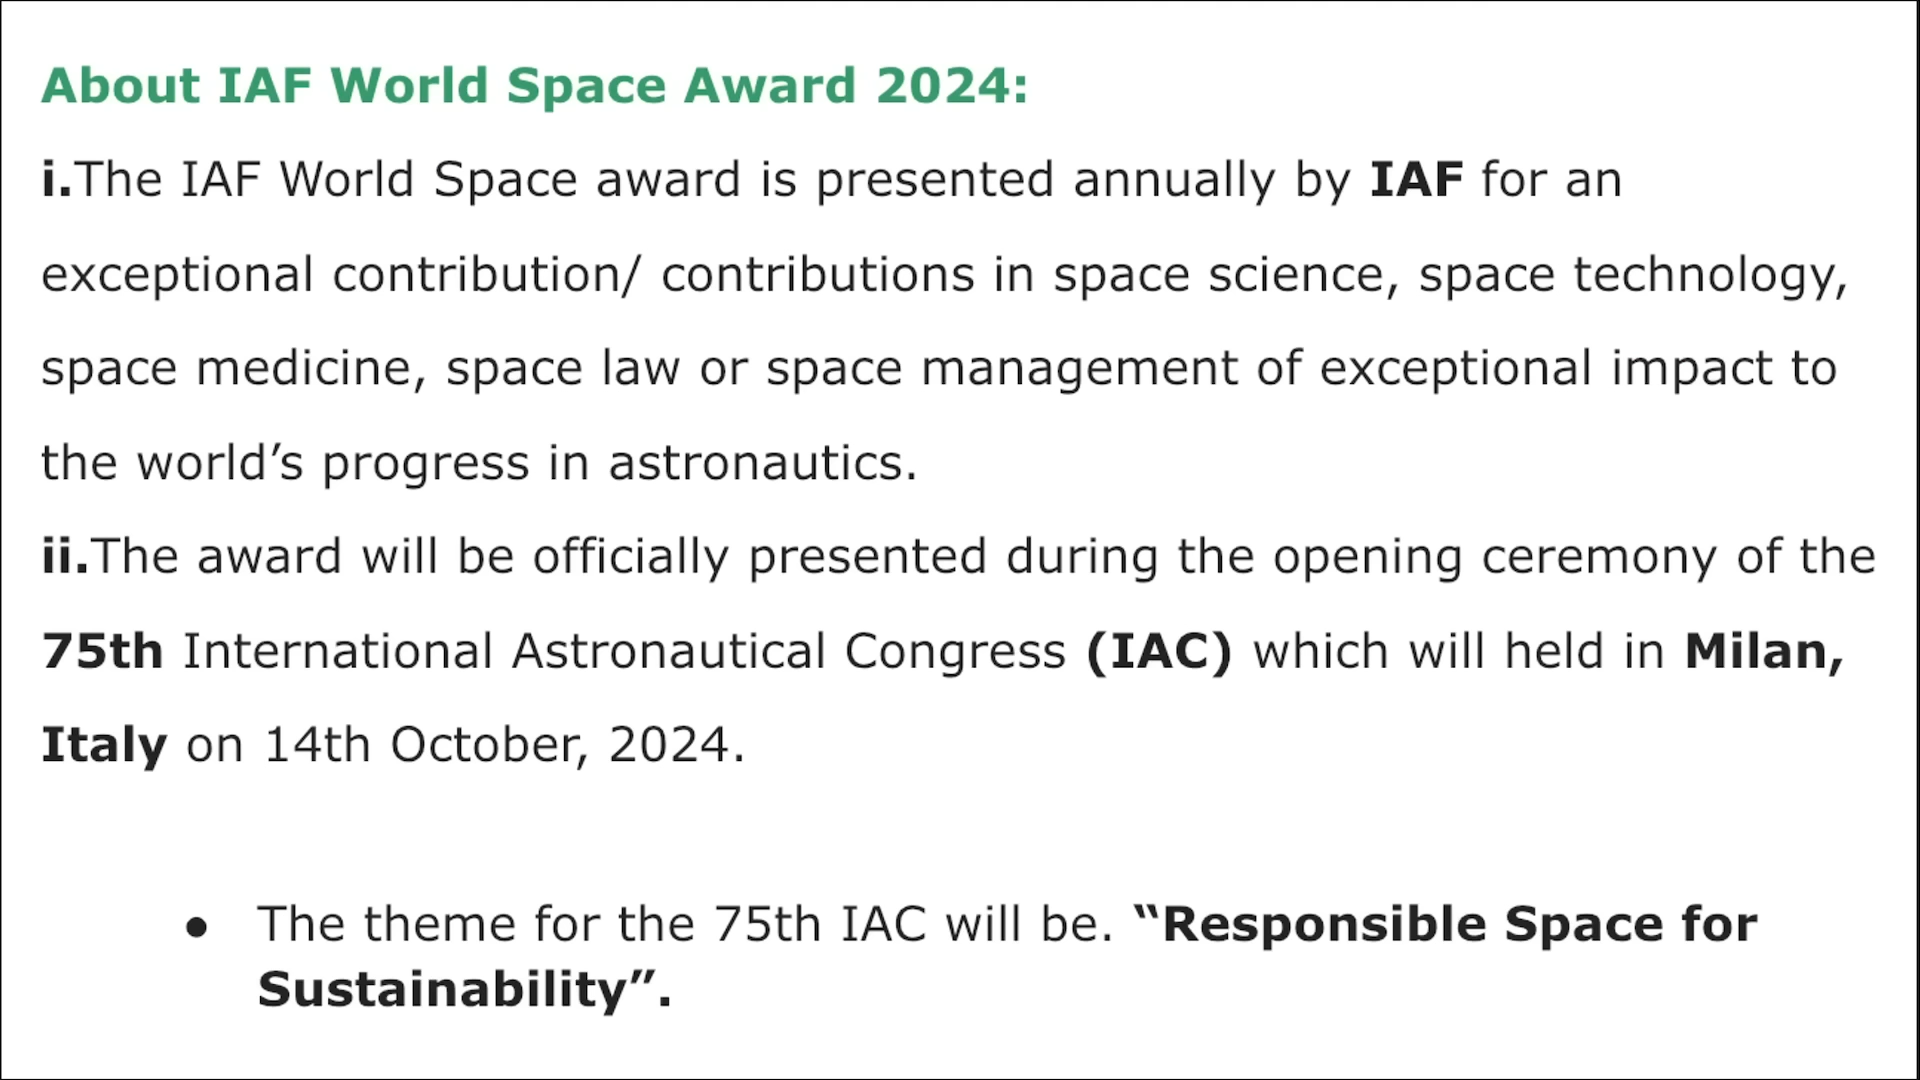 About IAF World Space Award 2024:
i.The IAF World Space award is presented annually by IAF for an
exceptional contribution/ contributions in space science, space technology,
space medicine, space law or space management of exceptional impact to
the world’s progress in astronautics.
ii.The award will be officially presented during the opening ceremony of the
75th International Astronautical Congress (IAC) which will held in Milan,
Italy on 14th October, 2024.
● The theme for the 75th IAC will be. “Responsible Space for
Sustainability”.